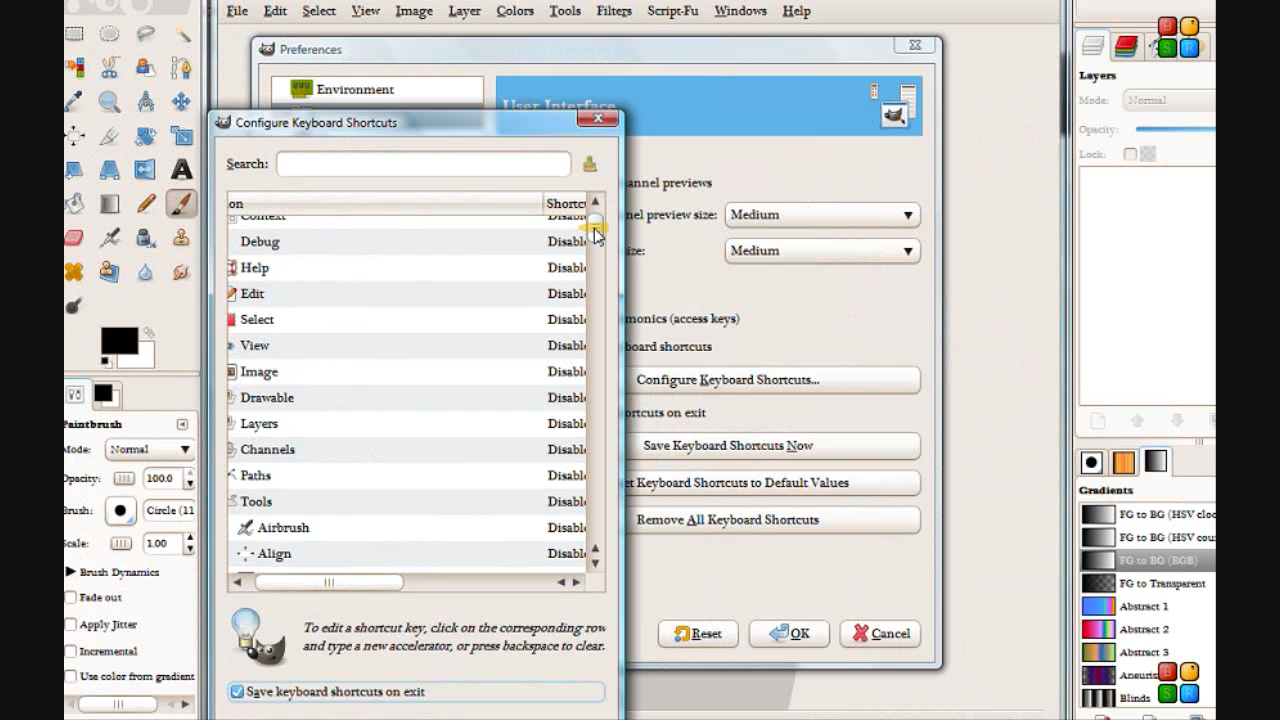 File Edit Select View Image Layer Colors Tools Filters Script-Fu Windows Help
Preferences
Environment
User Interface
Configure Keyboard Shortcuts
Search:
on Shortcu
Context Disable
Debug Disable
Help Disable
Edit Disable
Select Disable
View Disable
Image Disable
Drawable Disable
Layers Disable
Channels Disable
Paths Disable
Tools Disable
Airbrush Disable
Align Disable
To edit a shortcut key, click on the corresponding row
and type a new accelerator, or press backspace to clear.
Save keyboard shortcuts on exit
annel previews
nel preview size: Medium
size: Medium
monics (access keys)
board shortcuts
Configure Keyboard Shortcuts...
ortcuts on exit
Save Keyboard Shortcuts Now
et Keyboard Shortcuts to Default Values
Remove All Keyboard Shortcuts
Reset OK Cancel
Paintbrush
Mode: Normal
Opacity: 100.0
Brush: Circle (11
Scale: 1.00
Brush Dynamics
Fade out
Apply Jitter
Incremental
Use color from gradient
B
S R
Layers
Mode: Normal
Opacity:
Lock:
Gradients
FG to BG (HSV cloc
FG to BG (HSV cou
FG to BG (RGB)
FG to Transparent
Abstract 1
Abstract 2
Abstract 3
Aneuris
Blinds
B
S R